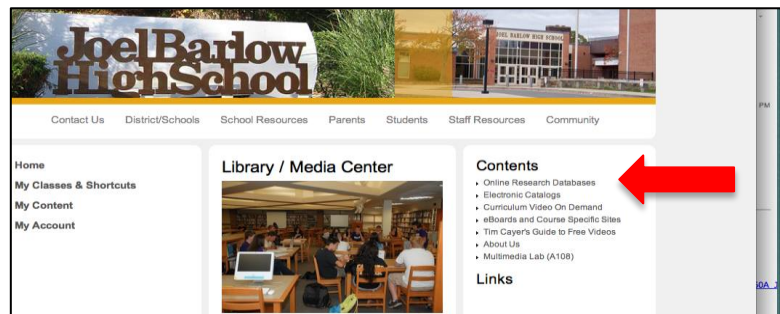 Joel Barlow
High School
JOEL BARLOW HIGH SCHOOL
Contact Us District/Schools School Resources Parents Students Staff Resources Community
Home
My Classes & Shortcuts
My Content
My Account
Library / Media Center
Contents
Online Research Databases
Electronic Catalogs
Curriculum Video On Demand
eBoards and Course Specific Sites
Tim Cayer's Guide to Free Videos
About Us
Multimedia Lab (A108)
Links
PM